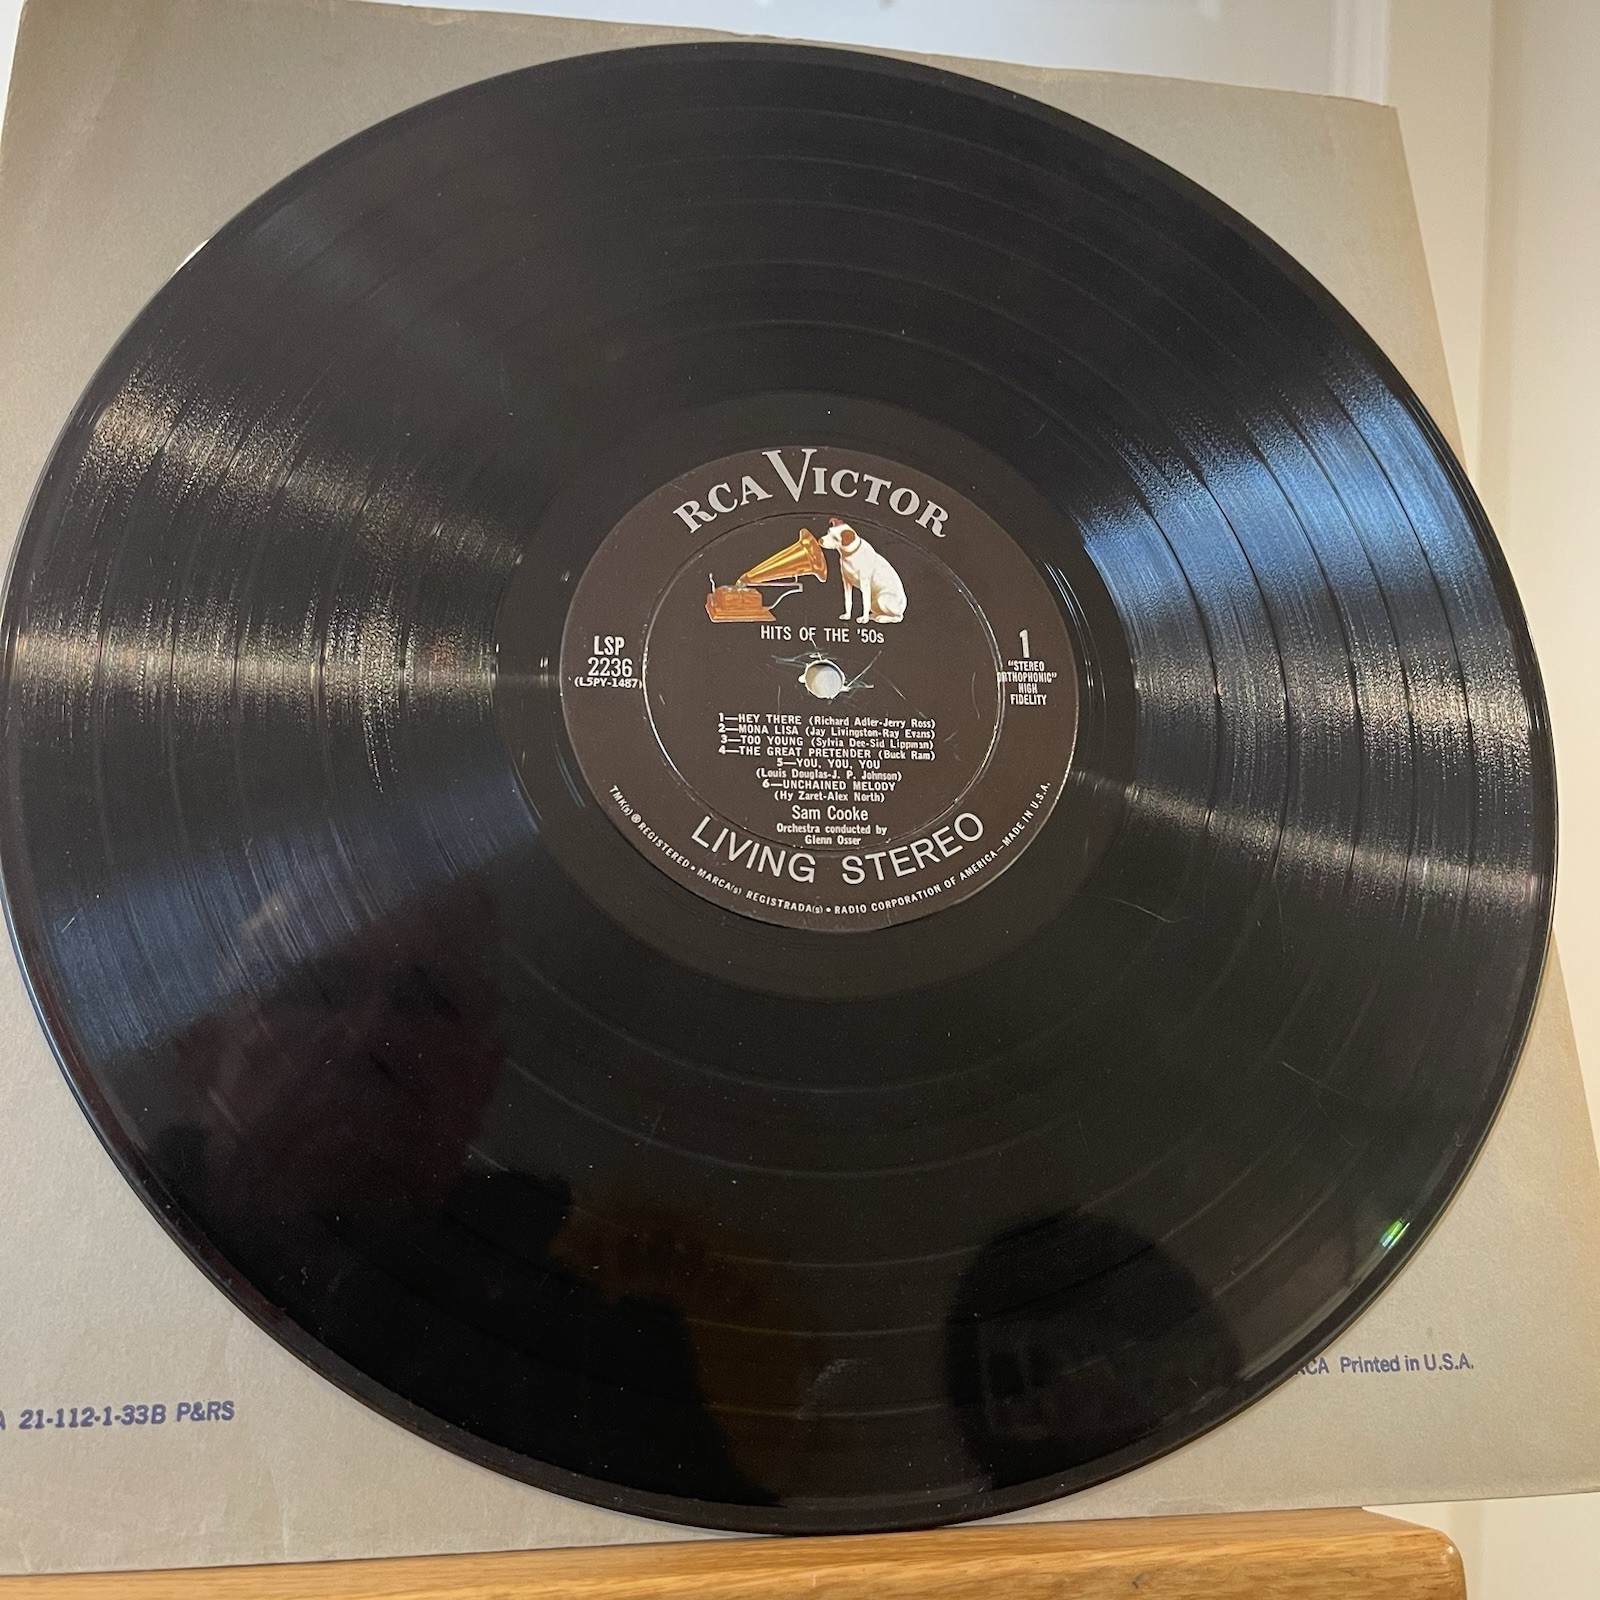 RCA VICTOR
HITS OF THE '50s
LSP
2236
(L5PY-1487)
1
"STEREO
ORTHOPHONIC"
HIGH
FIDELITY
1—HEY THERE (Richard Adler-Jerry Ross)
2—MONA LISA (Jay Livingston-Ray Evans)
3—TOO YOUNG (Sylvia Dee-Sid Lippman)
4—THE GREAT PRETENDER (Buck Ram)
5—YOU, YOU, YOU
(Louis Douglas-J. P. Johnson)
6—UNCHAINED MELODY
(Hy Zaret-Alex North)
Sam Cooke
Orchestra conducted by
Glenn Osser
LIVING STEREO
TMK(s) ® REGISTERED • MARCA(s) REGISTRADA(s) • RADIO CORPORATION OF AMERICA—MADE IN U.S.A.
RCA Printed in U.S.A.
A 21-112-1-33B P&RS